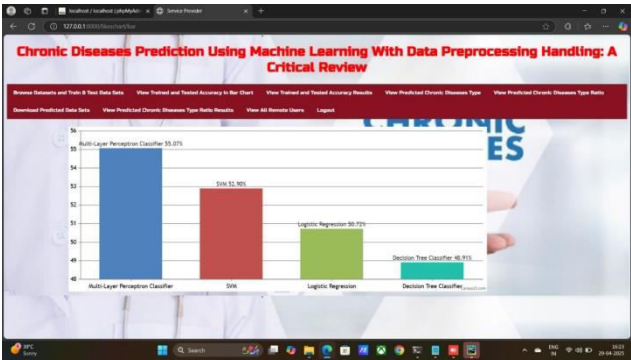 localhost / localhost | phpMyAdm
Service Provider
127.0.0.1:8000/likeschart/bar
Chronic Diseases Prediction Using Machine Learning With Data Preprocessing Handling: A
Critical Review
Browse Datasets and Train & Test Data Sets View Trained and Tested Accuracy in Bar Chart View Trained and Tested Accuracy Results View Predicted Chronic Diseases Type View Predicted Chronic Diseases Type Ratio
Download Predicted Data Sets View Predicted Chronic Diseases Type Ratio Results View All Remote Users Logout
CHRONIC
ES
56
Multi-Layer Perceptron Classifier 55.07%
55
54
53
SVM 52.90%
52
51
Logistic Regression 50.72%
50
49
Decision Tree Classifier 48.91%
48
Multi-Layer Perceptron Classifier SVM Logistic Regression Decision Tree Classifier
Sunny
Search
ENG
IN
29-04-2025